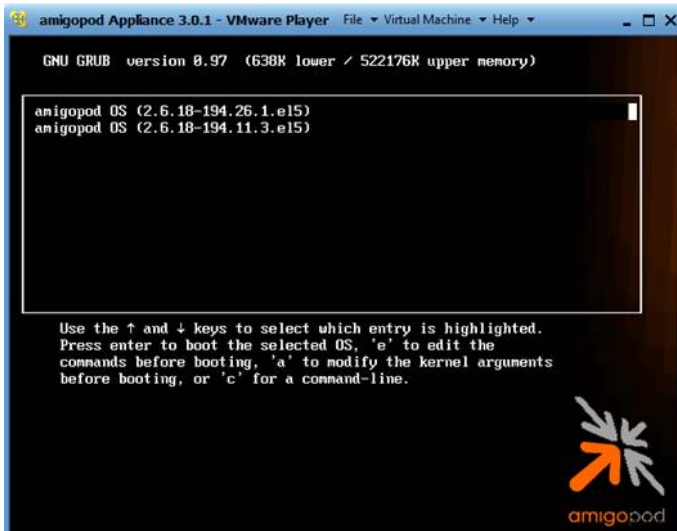 amigopod Appliance 3.0.1 - VMware Player File ▾ Virtual Machine ▾ Help ▾
GNU GRUB version 0.97 (638K lower / 522176K upper memory)
amigopod OS (2.6.18-194.26.1.el5)
amigopod OS (2.6.18-194.11.3.el5)
Use the ↑ and ↓ keys to select which entry is highlighted.
Press enter to boot the selected OS, 'e' to edit the
commands before booting, 'a' to modify the kernel arguments
before booting, or 'c' for a command-line.
amigopod